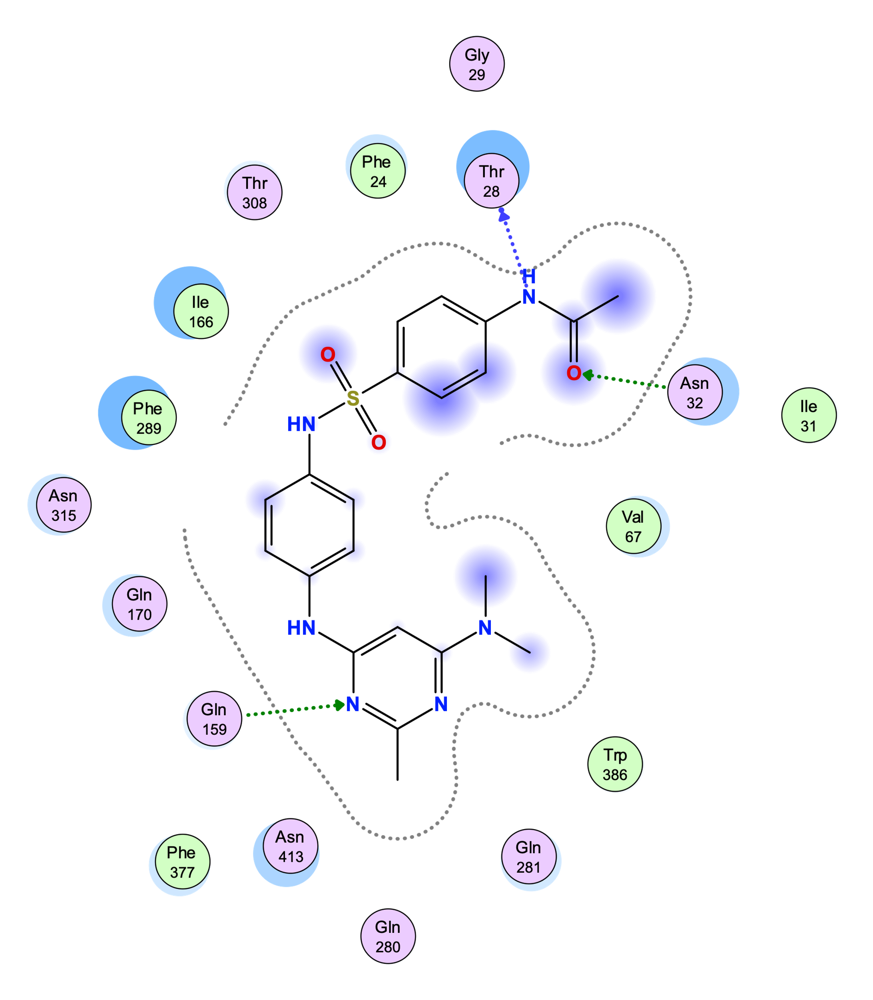 Gly
29
Phe
24
Thr
28
Thr
308
H
N
Ile
166
O
O
Asn
32
Ile
31
S
Phe
289
HN
O
Asn
315
Val
67
Gln
170
HN
N
N
N
Gln
159
Trp
386
Asn
413
Gln
281
Phe
377
Gln
280